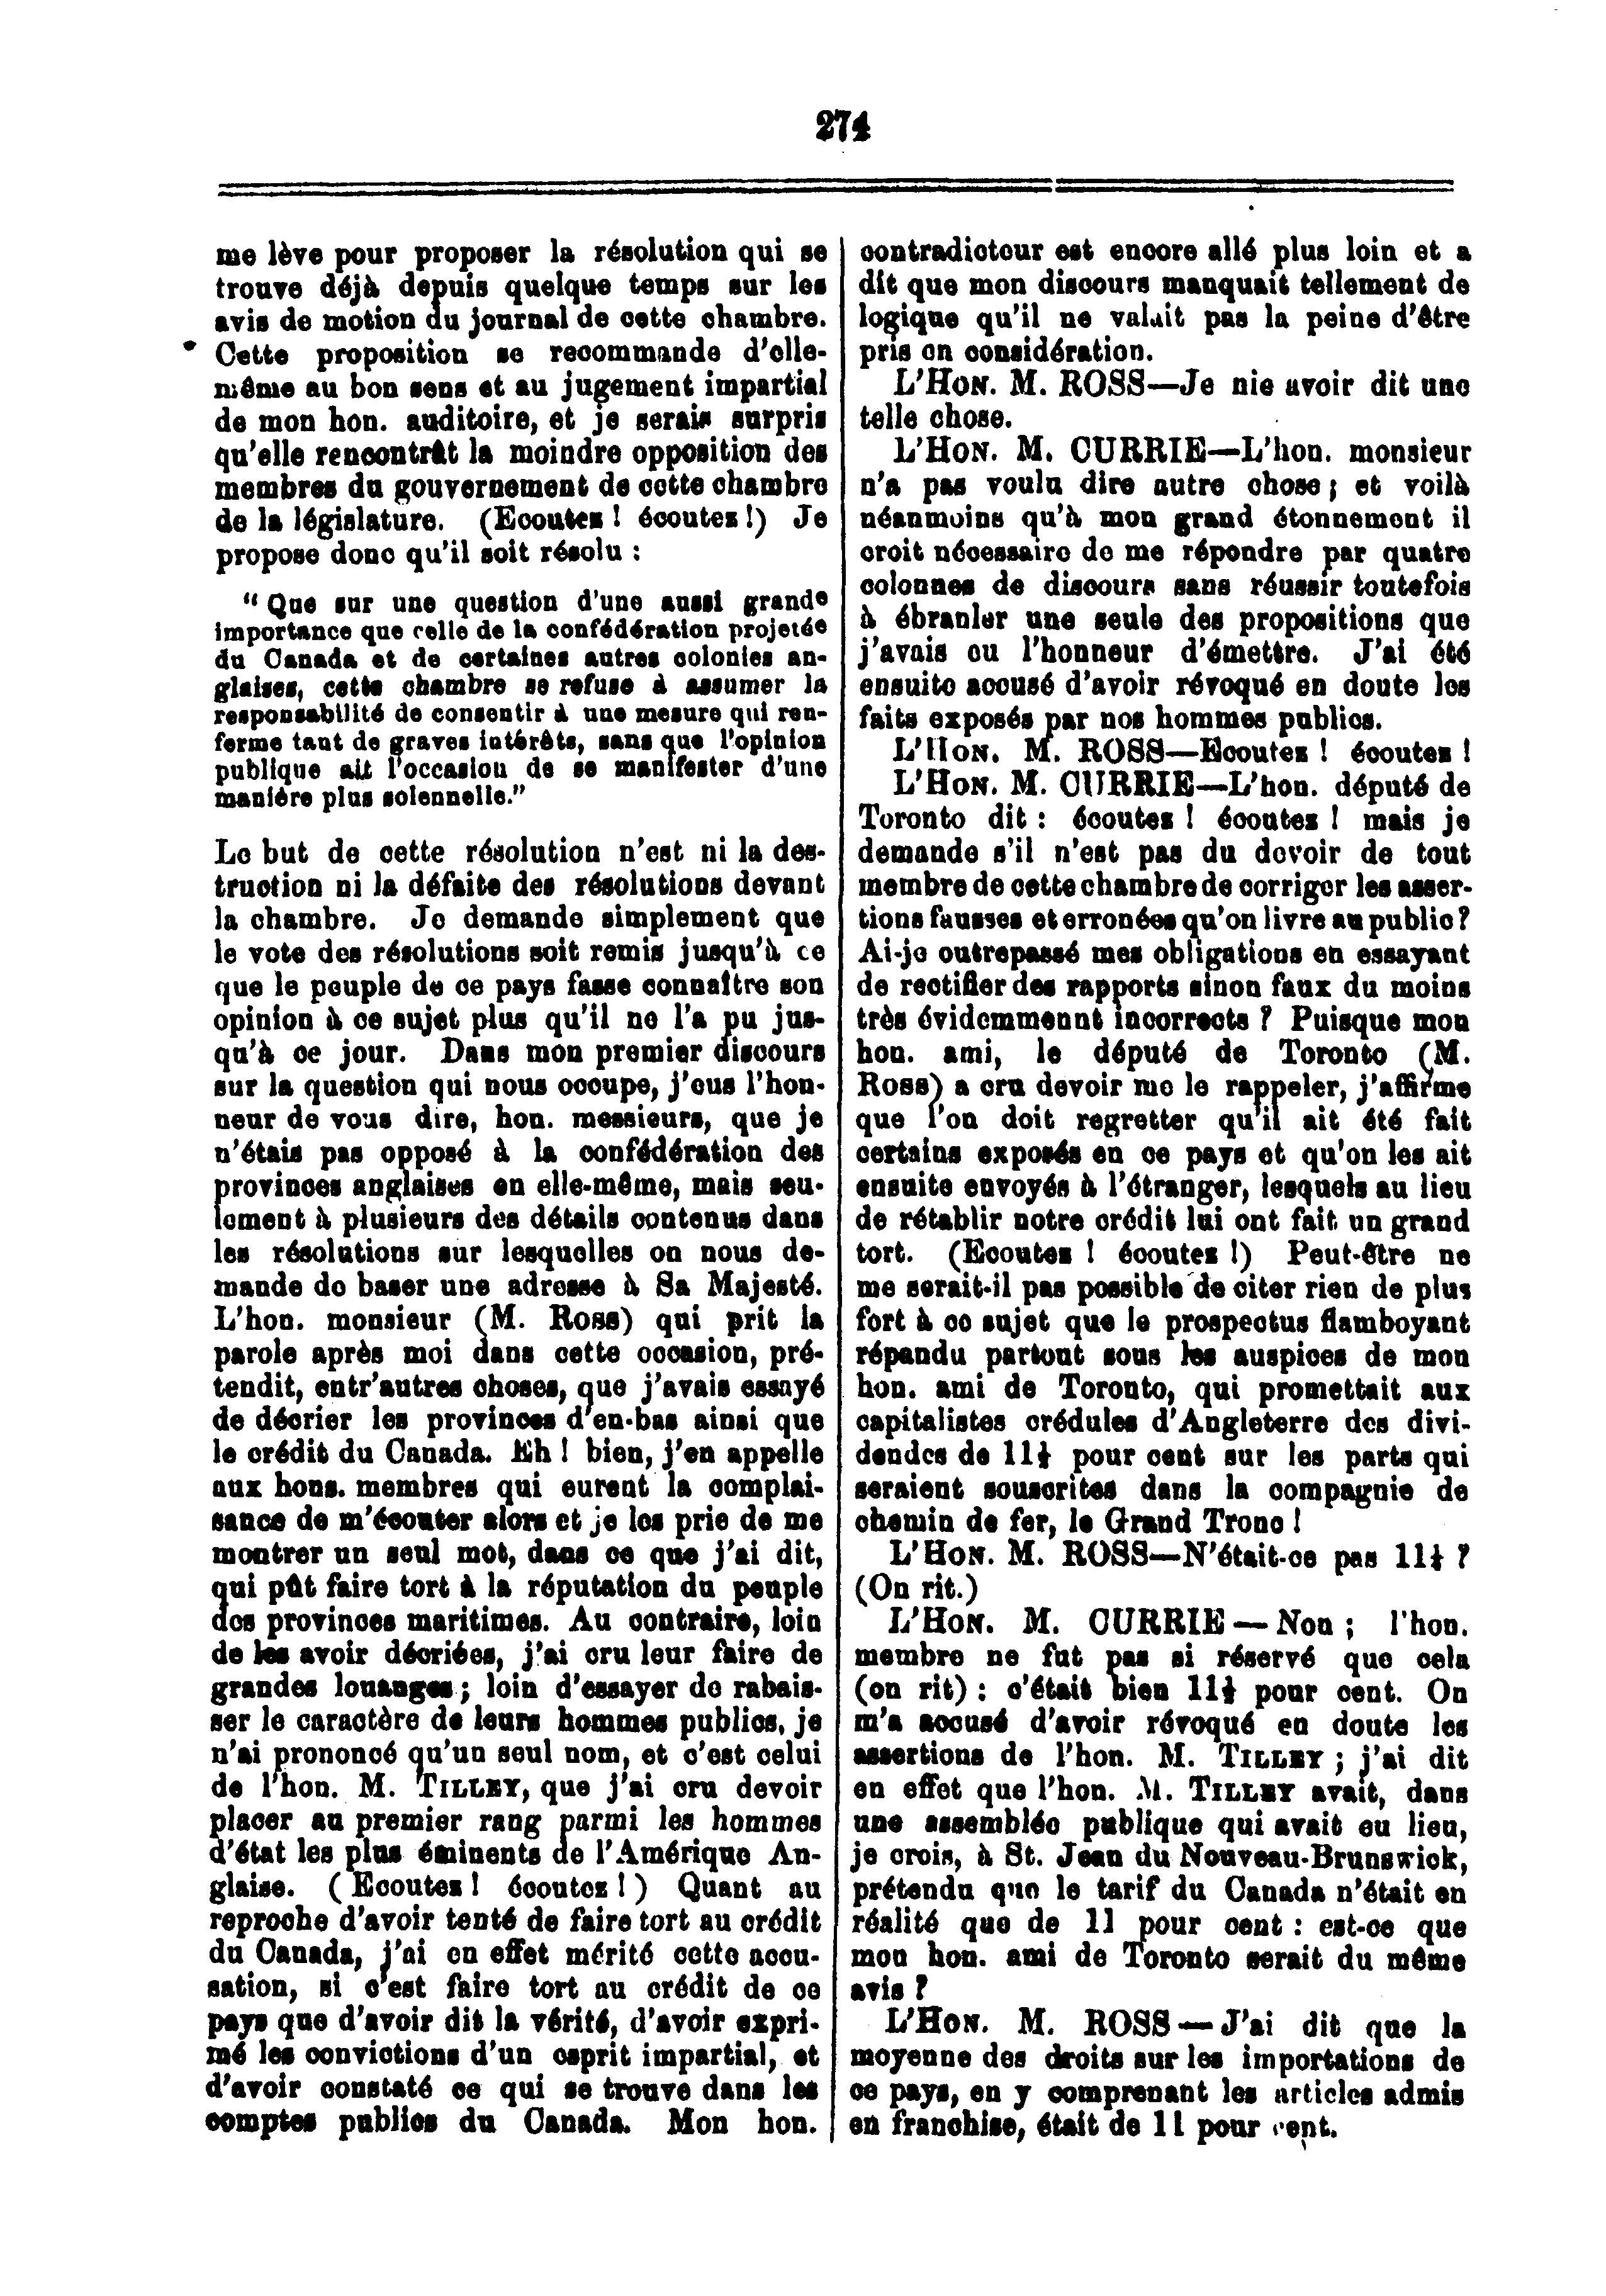 274
me lève pour proposer la résolution qui se
trouve déjà depuis quelque temps sur les
avis de motion du journal de cette chambre.
Cette proposition se recommande d'elle-
même au bon sens et au jugement impartial
de mon hon. auditoire, et je serais surpris
qu'elle rencontrât la moindre opposition des
membres du gouvernement de cette chambre
de la législature. (Ecoutez ! écoutez !) Je
propose donc qu'il soit résolu :
“ Que sur une question d'une aussi grande
importance que celle de la confédération projetée
du Canada et de certaines autres colonies an-
glaises, cette chambre se refuse à assumer la
responsabilité de consentir à une mesure qui ren-
ferme tant de graves intérêts, sans que l'opinion
publique ait l'occasion de se manifester d'une
manière plus solennelle.”
Le but de cette résolution n'est ni la des-
truction ni la défaite des résolutions devant
la chambre. Je demande simplement que
le vote des résolutions soit remis jusqu'à ce
que le peuple de ce pays fasse connaître son
opinion à ce sujet plus qu'il ne l'a pu jus-
qu'à ce jour. Dans mon premier discours
sur la question qui nous occupe, j'eus l'hon-
neur de vous dire, hon. messieurs, que je
n'étais pas opposé à la confédération des
provinces anglaises en elle-même, mais seu-
lement à plusieurs des détails contenus dans
les résolutions sur lesquelles on nous de-
mande de baser une adresse à Sa Majesté.
L'hon. monsieur (M. Ross) qui prit la
parole après moi dans cette occasion, pré-
tendit, entr'autres choses, que j'avais essayé
de décrier les provinces d'en-bas ainsi que
le crédit du Canada. Eh ! bien, j'en appelle
aux hons. membres qui eurent la complai-
sance de m'écouter alors et je les prie de me
montrer un seul mot, dans ce que j'ai dit,
qui pût faire tort à la réputation du peuple
des provinces maritimes. Au contraire, loin
de les avoir décriées, j'ai cru leur faire de
grandes louanges ; loin d'essayer de rabais-
ser le caractère de leurs hommes publics, je
n'ai prononcé qu'un seul nom, et c'est celui
de l'hon. M. TILLEY, que j'ai cru devoir
placer au premier rang parmi les hommes
d'état les plus éminents de l'Amérique An-
glaise. (Ecoutez ! écoutez !) Quant au
reproche d'avoir tenté de faire tort au crédit
du Canada, j'ai en effet mérité cette accu-
sation, si c'est faire tort au crédit de ce
pays que d'avoir dit la vérité, d'avoir expri-
mé les convictions d'un esprit impartial, et
d'avoir constaté ce qui se trouve dans les
comptes publics du Canada. Mon hon.
contradictour est encore allé plus loin et a
dit que mon discours manquait tellement de
logique qu'il ne valait pas la peine d'être
pris en considération.
L'HON. M. ROSS—Je nie avoir dit une
telle chose.
L'HON. M. CURRIE—L'hon. monsieur
n'a pas voulu dire autre chose ; et voilà
néanmoins qu'à mon grand étonnement il
croit nécessaire de me répondre par quatre
colonnes de discours sans réussir toutefois
à ébranler une seule des propositions que
j'avais eu l'honneur d'émettre. J'ai été
ensuite accusé d'avoir révoqué en doute les
faits exposés par nos hommes publics.
L'HON. M. ROSS—Ecoutez ! écoutez !
L'HON. M. CURRIE—L'hon. député de
Toronto dit : écoutez ! écoutez ! mais je
demande s'il n'est pas du devoir de tout
membre de cette chambre de corriger les asser-
tions fausses et erronées qu'on livre au public ?
Ai-je outrepassé mes obligations en essayant
de rectifier des rapports sinon faux du moins
très évidemmennt incorrects ? Puisque mon
hon. ami, le député de Toronto (M.
Ross) a cru devoir me le rappeler, j'affirme
que l'on doit regretter qu'il ait été fait
certains exposés en ce pays et qu'on les ait
ensuite envoyés à l'étranger, lesquels au lieu
de rétablir notre crédit lui ont fait un grand
tort. (Ecoutez ! écoutez !) Peut-être ne
me serait-il pas possible de citer rien de plus
fort à ce sujet que le prospectus flamboyant
répandu partout sous les auspices de mon
hon. ami de Toronto, qui promettait aux
capitalistes crédules d'Angleterre des divi-
dendes de 11½ pour cent sur les parts qui
seraient souscrites dans la compagnie de
chemin de fer, le Grand Tronc !
L'HON. M. ROSS—N'était-ce pas 11¼ ?
(On rit.)
L'HON. M. CURRIE — Non ; l'hon.
membre ne fut pas si réservé que cela
(on rit) : c'était bien 11½ pour cent. On
m'a accusé d'avoir révoqué en doute les
assertions de l'hon. M. TILLEY ; j'ai dit
en effet que l'hon. M. TILLEY avait, dans
une assemblée publique qui avait eu lieu,
je crois, à St. Jean du Nouveau-Brunswick,
prétendu que le tarif du Canada n'était en
réalité que de 11 pour cent : est-ce que
mon hon. ami de Toronto serait du même
avis ?
L'HON. M. ROSS — J'ai dit que la
moyenne des droits sur les importations de
ce pays, en y comprenant les articles admis
en franchise, était de 11 pour cent.